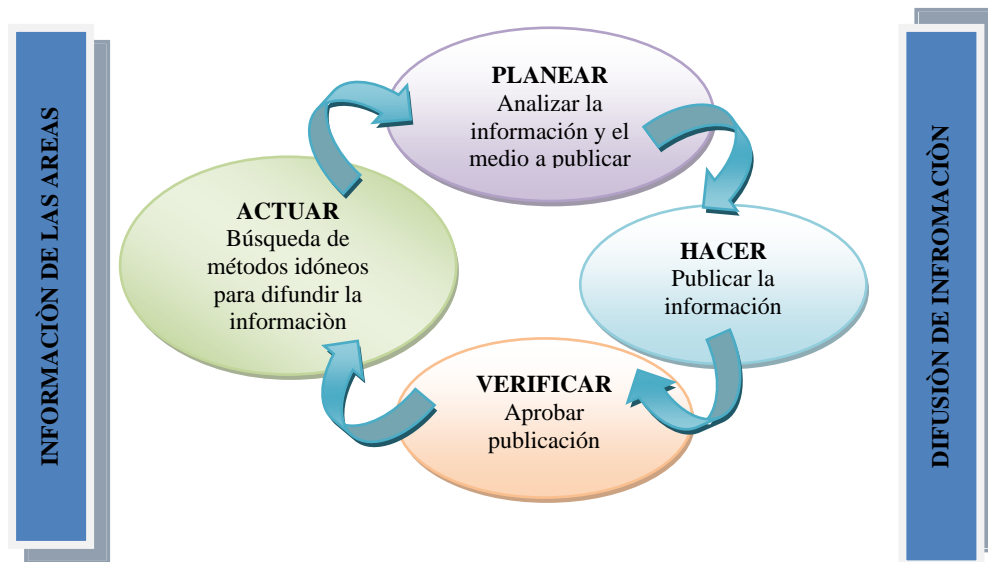 INFORMACIÒN DE LAS AREAS
PLANEAR
Analizar la
información y el
medio a publicar
HACER
Publicar la
información
VERIFICAR
Aprobar
publicación
ACTUAR
Búsqueda de
métodos idóneos
para difundir la
informaciòn
DIFUSIÒN DE INFROMACIÒN